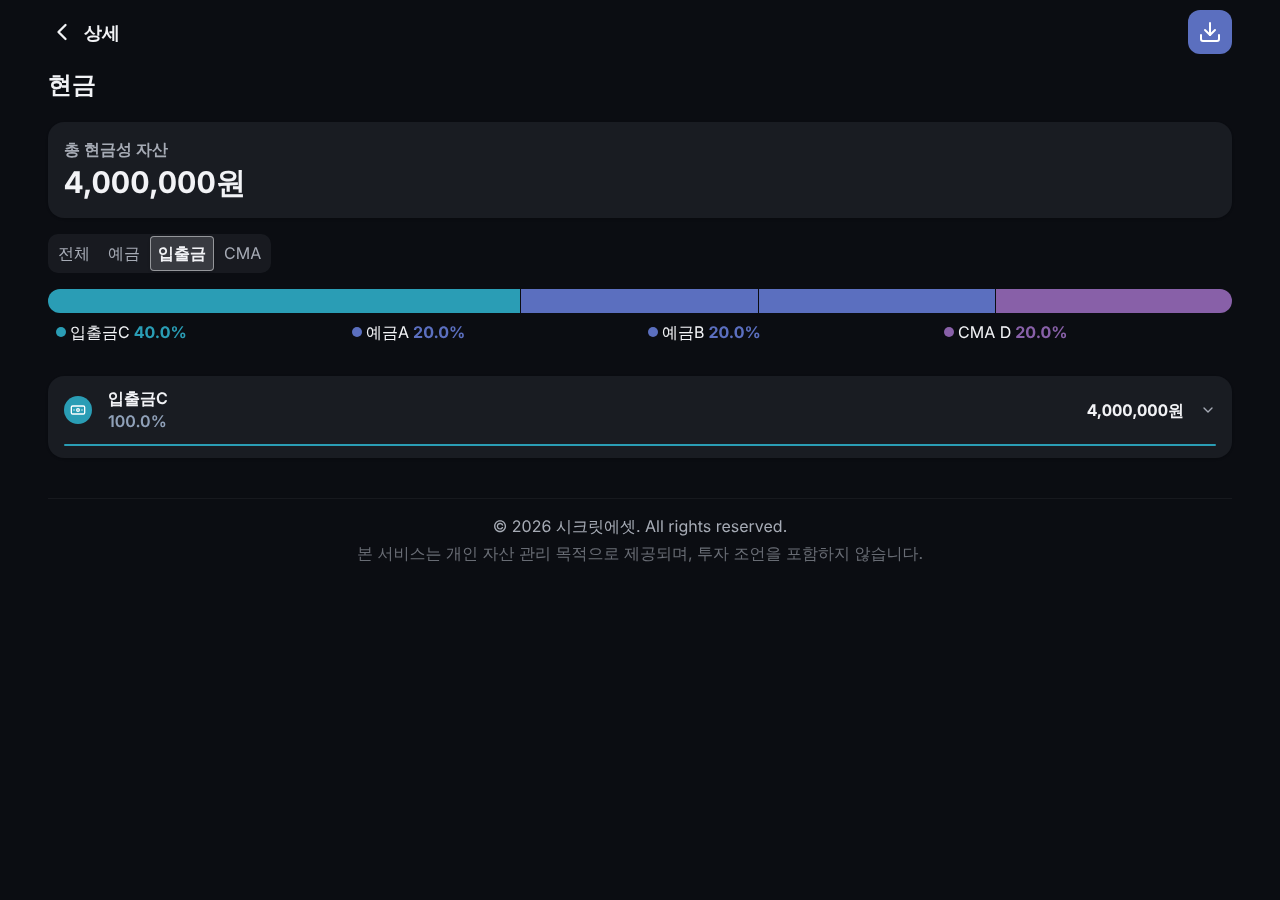 상세
현금
총 현금성 자산
4,000,000원
전체 예금 입출금 CMA
입출금C 40.0% 예금A 20.0% 예금B 20.0% CMA D 20.0%
입출금C
100.0%
4,000,000원
© 2026 시크릿에셋. All rights reserved.
본 서비스는 개인 자산 관리 목적으로 제공되며, 투자 조언을 포함하지 않습니다.